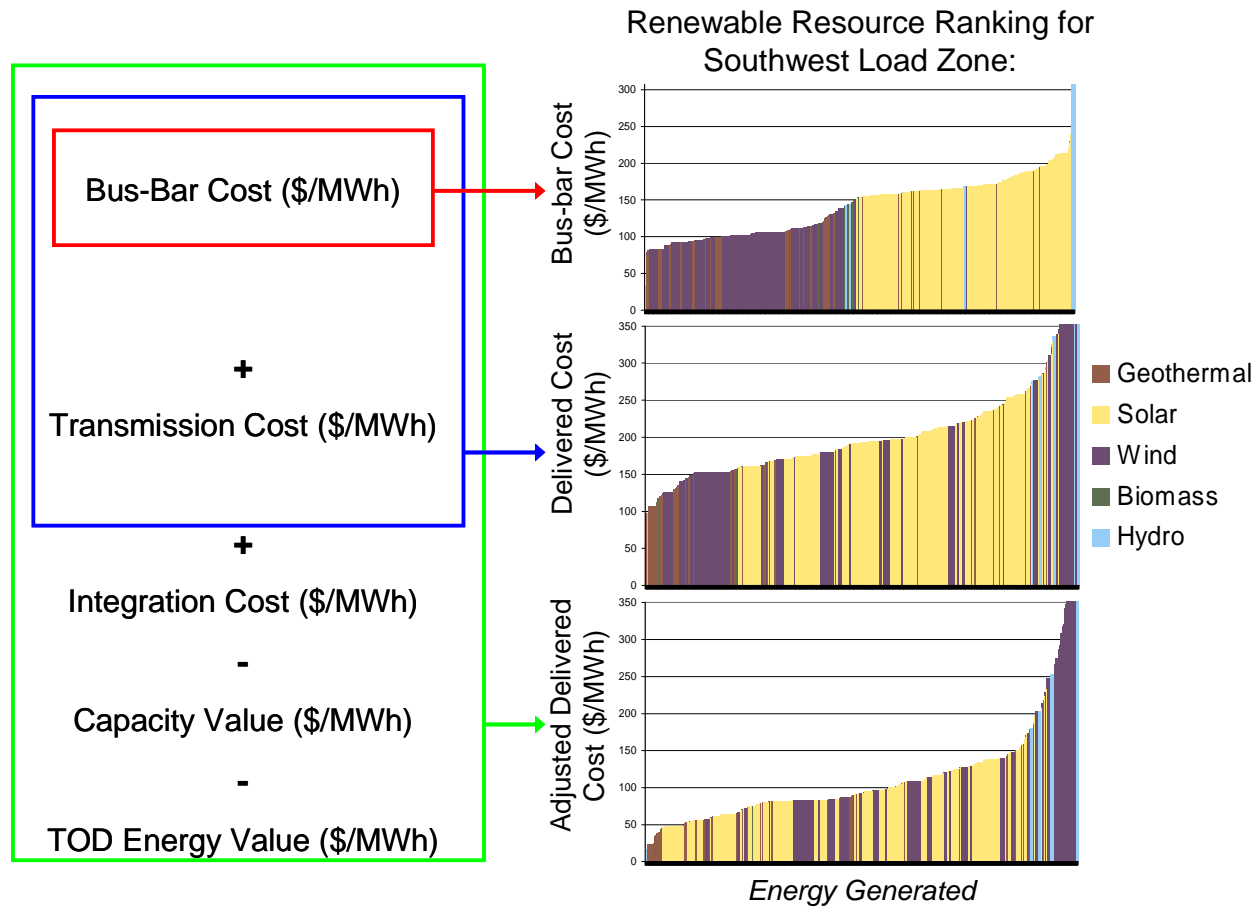 Renewable Resource Ranking for
Southwest Load Zone:
Bus-Bar Cost ($/MWh)
+
Transmission Cost ($/MWh)
+
Integration Cost ($/MWh)
-
Capacity Value ($/MWh)
-
TOD Energy Value ($/MWh)
Bus-bar Cost
($/MWh)
300
250
200
150
100
50
0
Delivered Cost
($/MWh)
350
300
250
200
150
100
50
0
Adjusted Delivered
Cost ($/MWh)
350
300
250
200
150
100
50
0
Energy Generated
Geothermal
Solar
Wind
Biomass
Hydro